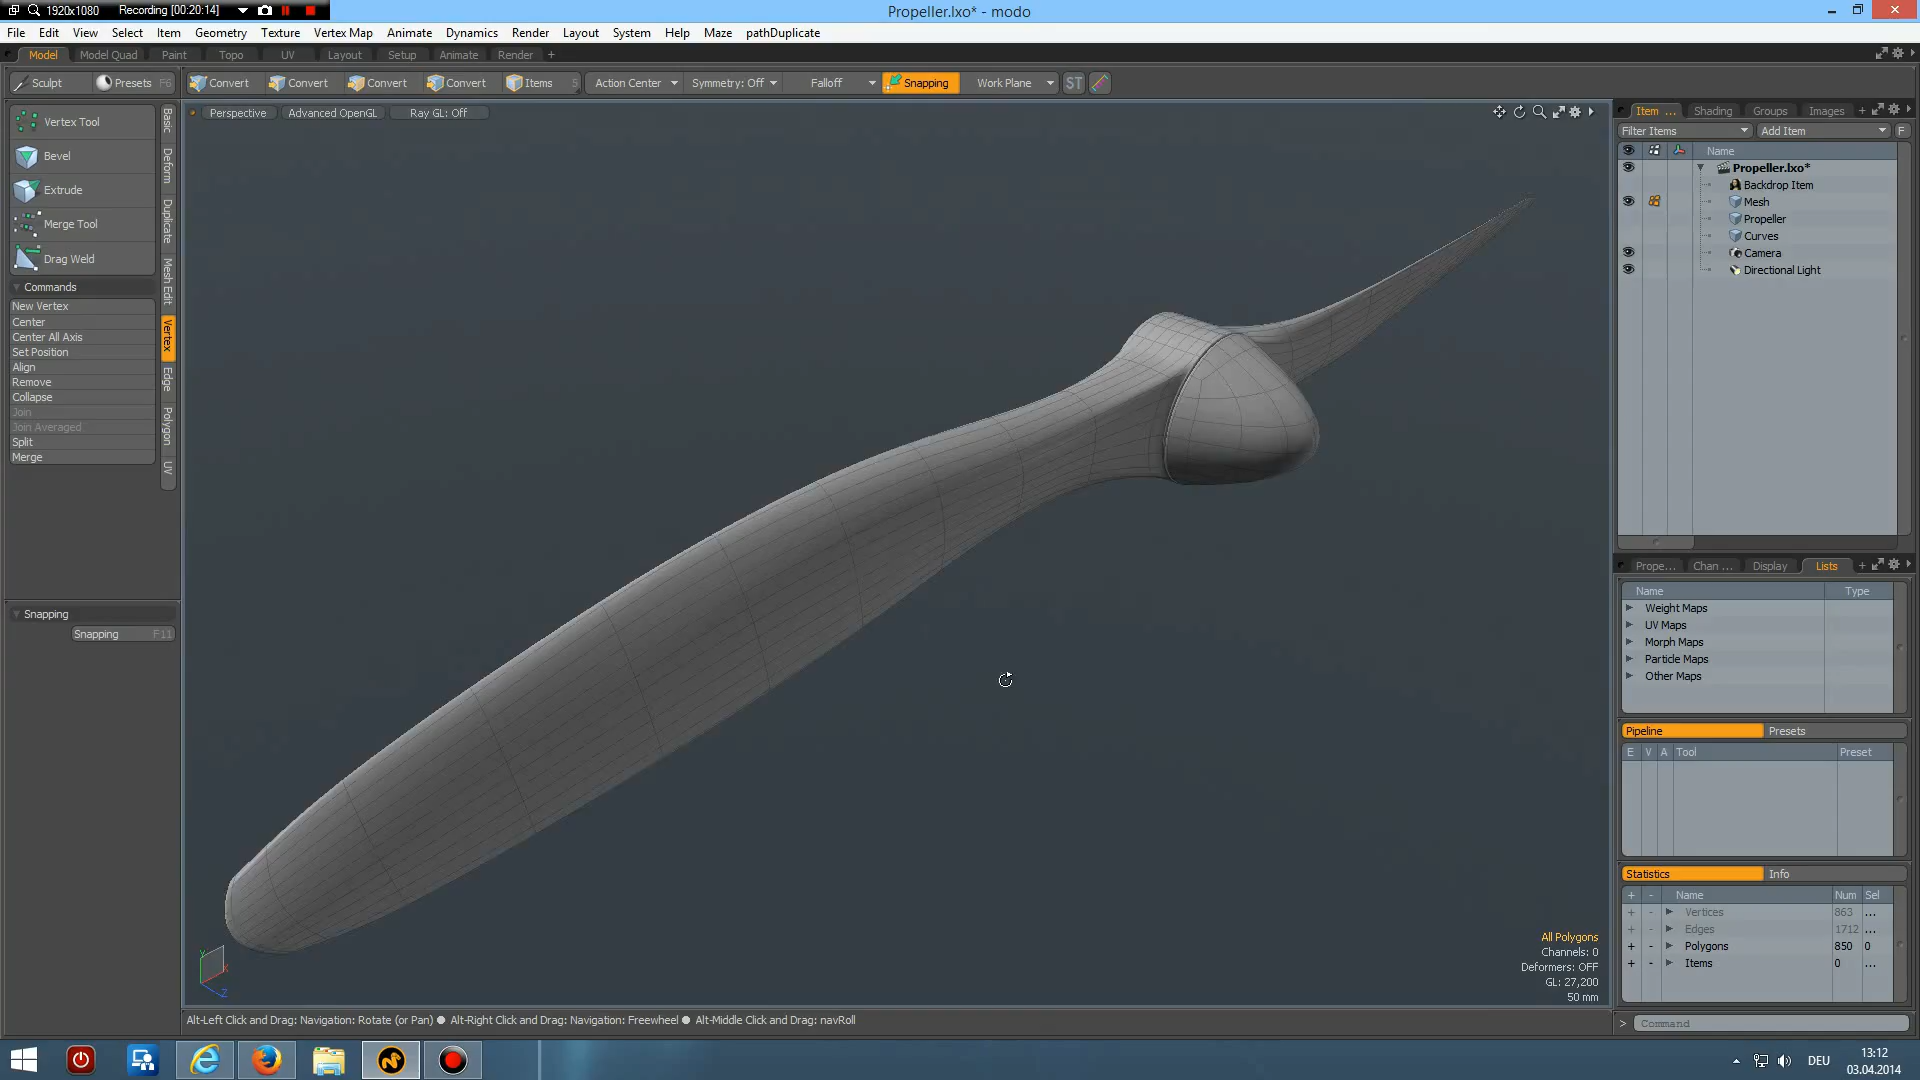 1920x1080 Recording [00:20:14]
Propeller.lxo* - modo
File Edit View Select Item Geometry Texture Vertex Map Animate Dynamics Render Layout System Help Maze pathDuplicate
Model Model Quad Paint Topo UV Layout Setup Animate Render +
Sculpt Presets F6 Convert Convert Convert Convert Items 5 Action Center Symmetry: Off Falloff Snapping Work Plane ST
Perspective Advanced OpenGL Ray GL: Off
Vertex Tool
Bevel
Extrude
Merge Tool
Drag Weld
Commands
New Vertex
Center
Center All Axis
Set Position
Align
Remove
Collapse
Join
Join Averaged
Split
Merge
Basic
Deform
Duplicate
Mesh Edit
Vertex
Edge
Polygon
UV
Snapping
Snapping F11
Y
X
Z
All Polygons
Channels: 0
Deformers: OFF
GL: 27,200
50 mm
Alt-Left Click and Drag: Navigation: Rotate (or Pan) ● Alt-Right Click and Drag: Navigation: Freewheel ● Alt-Middle Click and Drag: navRoll
Item ... Shading Groups Images +
Filter Items Add Item F
Name
Propeller.lxo*
Backdrop Item
Mesh
Propeller
Curves
Camera
Directional Light
Prope... Chan ... Display Lists +
Name Type
Weight Maps
UV Maps
Morph Maps
Particle Maps
Other Maps
Pipeline Presets
E V A Tool Preset
Statistics Info
+ - Name Num Sel
+ - Vertices 863 ...
+ - Edges 1712 ...
+ - Polygons 850 0
+ - Items 0 ...
> Command
DEU
13:12
03.04.2014